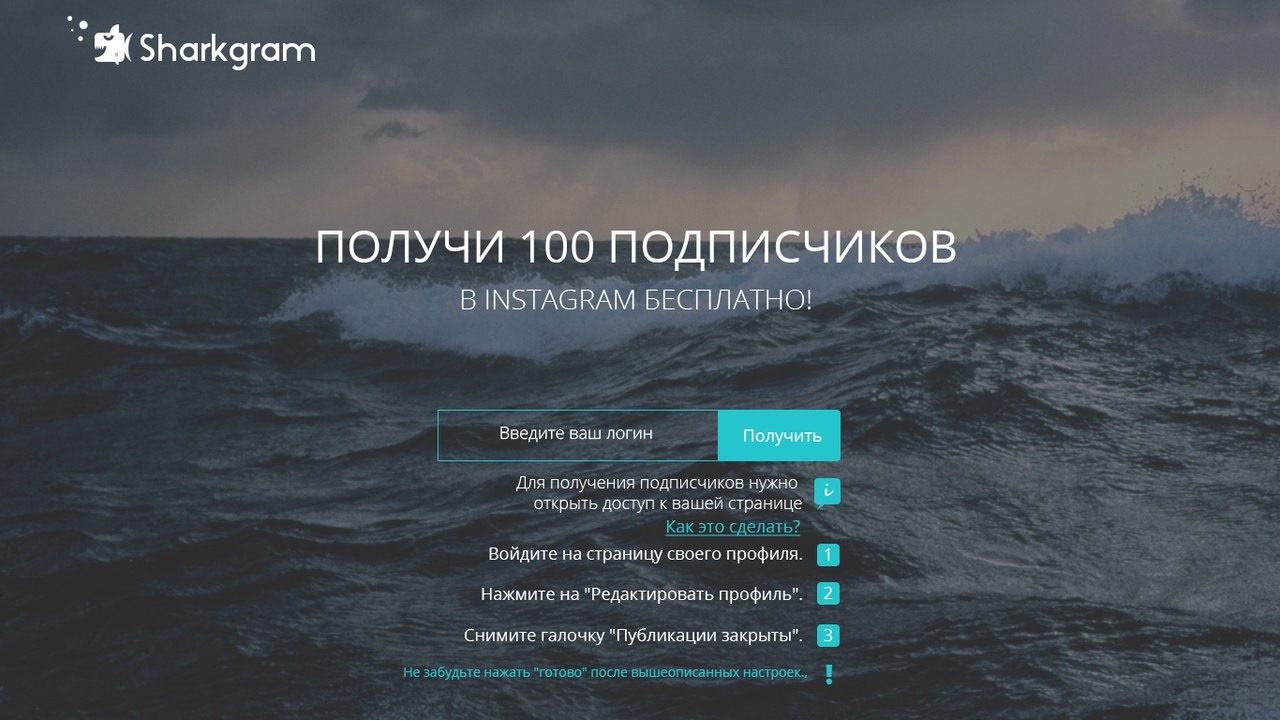 Sharkgram
ПОЛУЧИ 100 ПОДПИСЧИКОВ
В INSTAGRAM БЕСПЛАТНО!
Введите ваш логин
Получить
Для получения подписчиков нужно
открыть доступ к вашей странице
i
Как это сделать?
Войдите на страницу своего профиля. 1
Нажмите на "Редактировать профиль". 2
Снимите галочку "Публикации закрыты". 3
Не забудьте нажать "готово" после вышеописанных настроек.. !